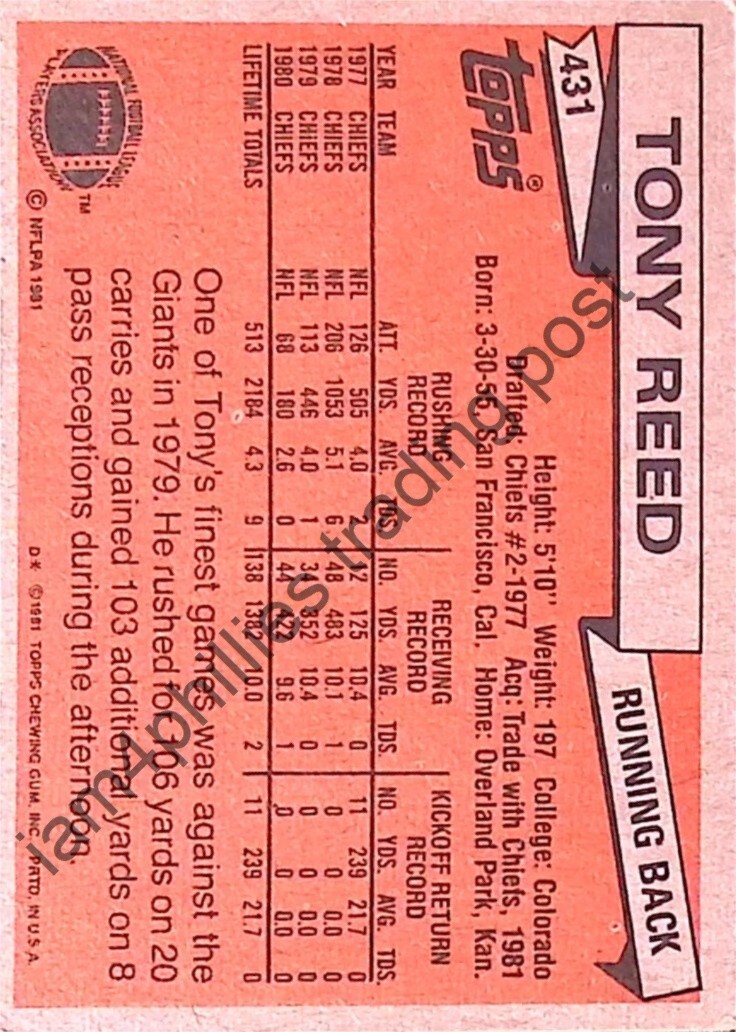 431
TONY REED
RUNNING BACK
topps®
Height: 5'10" Weight: 197 College: Colorado
Drafted: Chiefs #2-1977 Acq: Trade with Chiefs, 1981
Born: 3-30-55, San Francisco, Cal. Home: Overland Park, Kan.
RUSHING RECORD RECEIVING RECORD KICKOFF RETURN RECORD
YEAR TEAM ATT. YDS. AVG. TDS. NO. YDS. AVG. TDS. NO. YDS. AVG. TDS.
1977 CHIEFS NFL 126 505 4.0 2 12 125 10.4 0 11 239 21.7 0
1978 CHIEFS NFL 206 1053 5.1 6 48 483 10.1 1 0 0 0.0 0
1979 CHIEFS NFL 113 446 4.0 1 34 352 10.4 0 0 0 0.0 0
1980 CHIEFS NFL 68 180 2.6 0 44 422 9.6 1 0 0 0.0 0
LIFETIME TOTALS 513 2184 4.3 9 138 1382 10.0 2 11 239 21.7 0
One of Tony's finest games was against the
Giants in 1979. He rushed for 106 yards on 20
carries and gained 103 additional yards on 8
pass receptions during the afternoon.
NATIONAL FOOTBALL LEAGUE
PLAYERS ASSOCIATION
TM
© NFLPA 1981
D* ©1981 TOPPS CHEWING GUM, INC. PRTD. IN U.S.A.
iam4phillies trading post